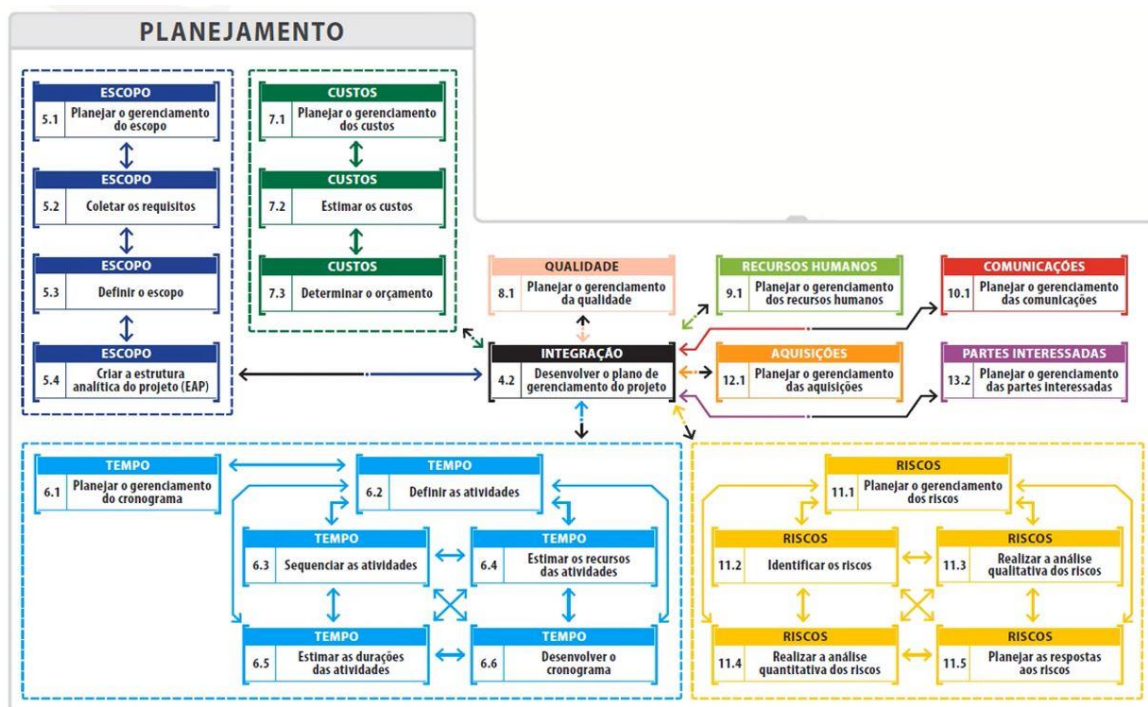 PLANEJAMENTO
ESCOPO
5.1
Planejar o gerenciamento
do escopo
ESCOPO
5.2
Coletar os requisitos
ESCOPO
5.3
Definir o escopo
ESCOPO
5.4
Criar a estrutura
analítica do projeto (EAP)
CUSTOS
7.1
Planejar o gerenciamento
dos custos
CUSTOS
7.2
Estimar os custos
CUSTOS
7.3
Determinar o orçamento
QUALIDADE
8.1
Planejar o gerenciamento
da qualidade
RECURSOS HUMANOS
9.1
Planejar o gerenciamento
dos recursos humanos
COMUNICAÇÕES
10.1
Planejar o gerenciamento
das comunicações
INTEGRAÇÃO
4.2
Desenvolver o plano de
gerenciamento do projeto
AQUISIÇÕES
12.1
Planejar o gerenciamento
das aquisições
PARTES INTERESSADAS
13.2
Planejar o gerenciamento
das partes interessadas
TEMPO
6.1
Planejar o gerenciamento
do cronograma
TEMPO
6.2
Definir as atividades
TEMPO
6.3
Sequenciar as atividades
TEMPO
6.4
Estimar os recursos
das atividades
TEMPO
6.5
Estimar as durações
das atividades
TEMPO
6.6
Desenvolver o
cronograma
RISCOS
11.1
Planejar o gerenciamento
dos riscos
RISCOS
11.2
Identificar os riscos
RISCOS
11.3
Realizar a análise
qualitativa dos riscos
RISCOS
11.4
Realizar a análise
quantitativa dos riscos
RISCOS
11.5
Planejar as respostas
aos riscos